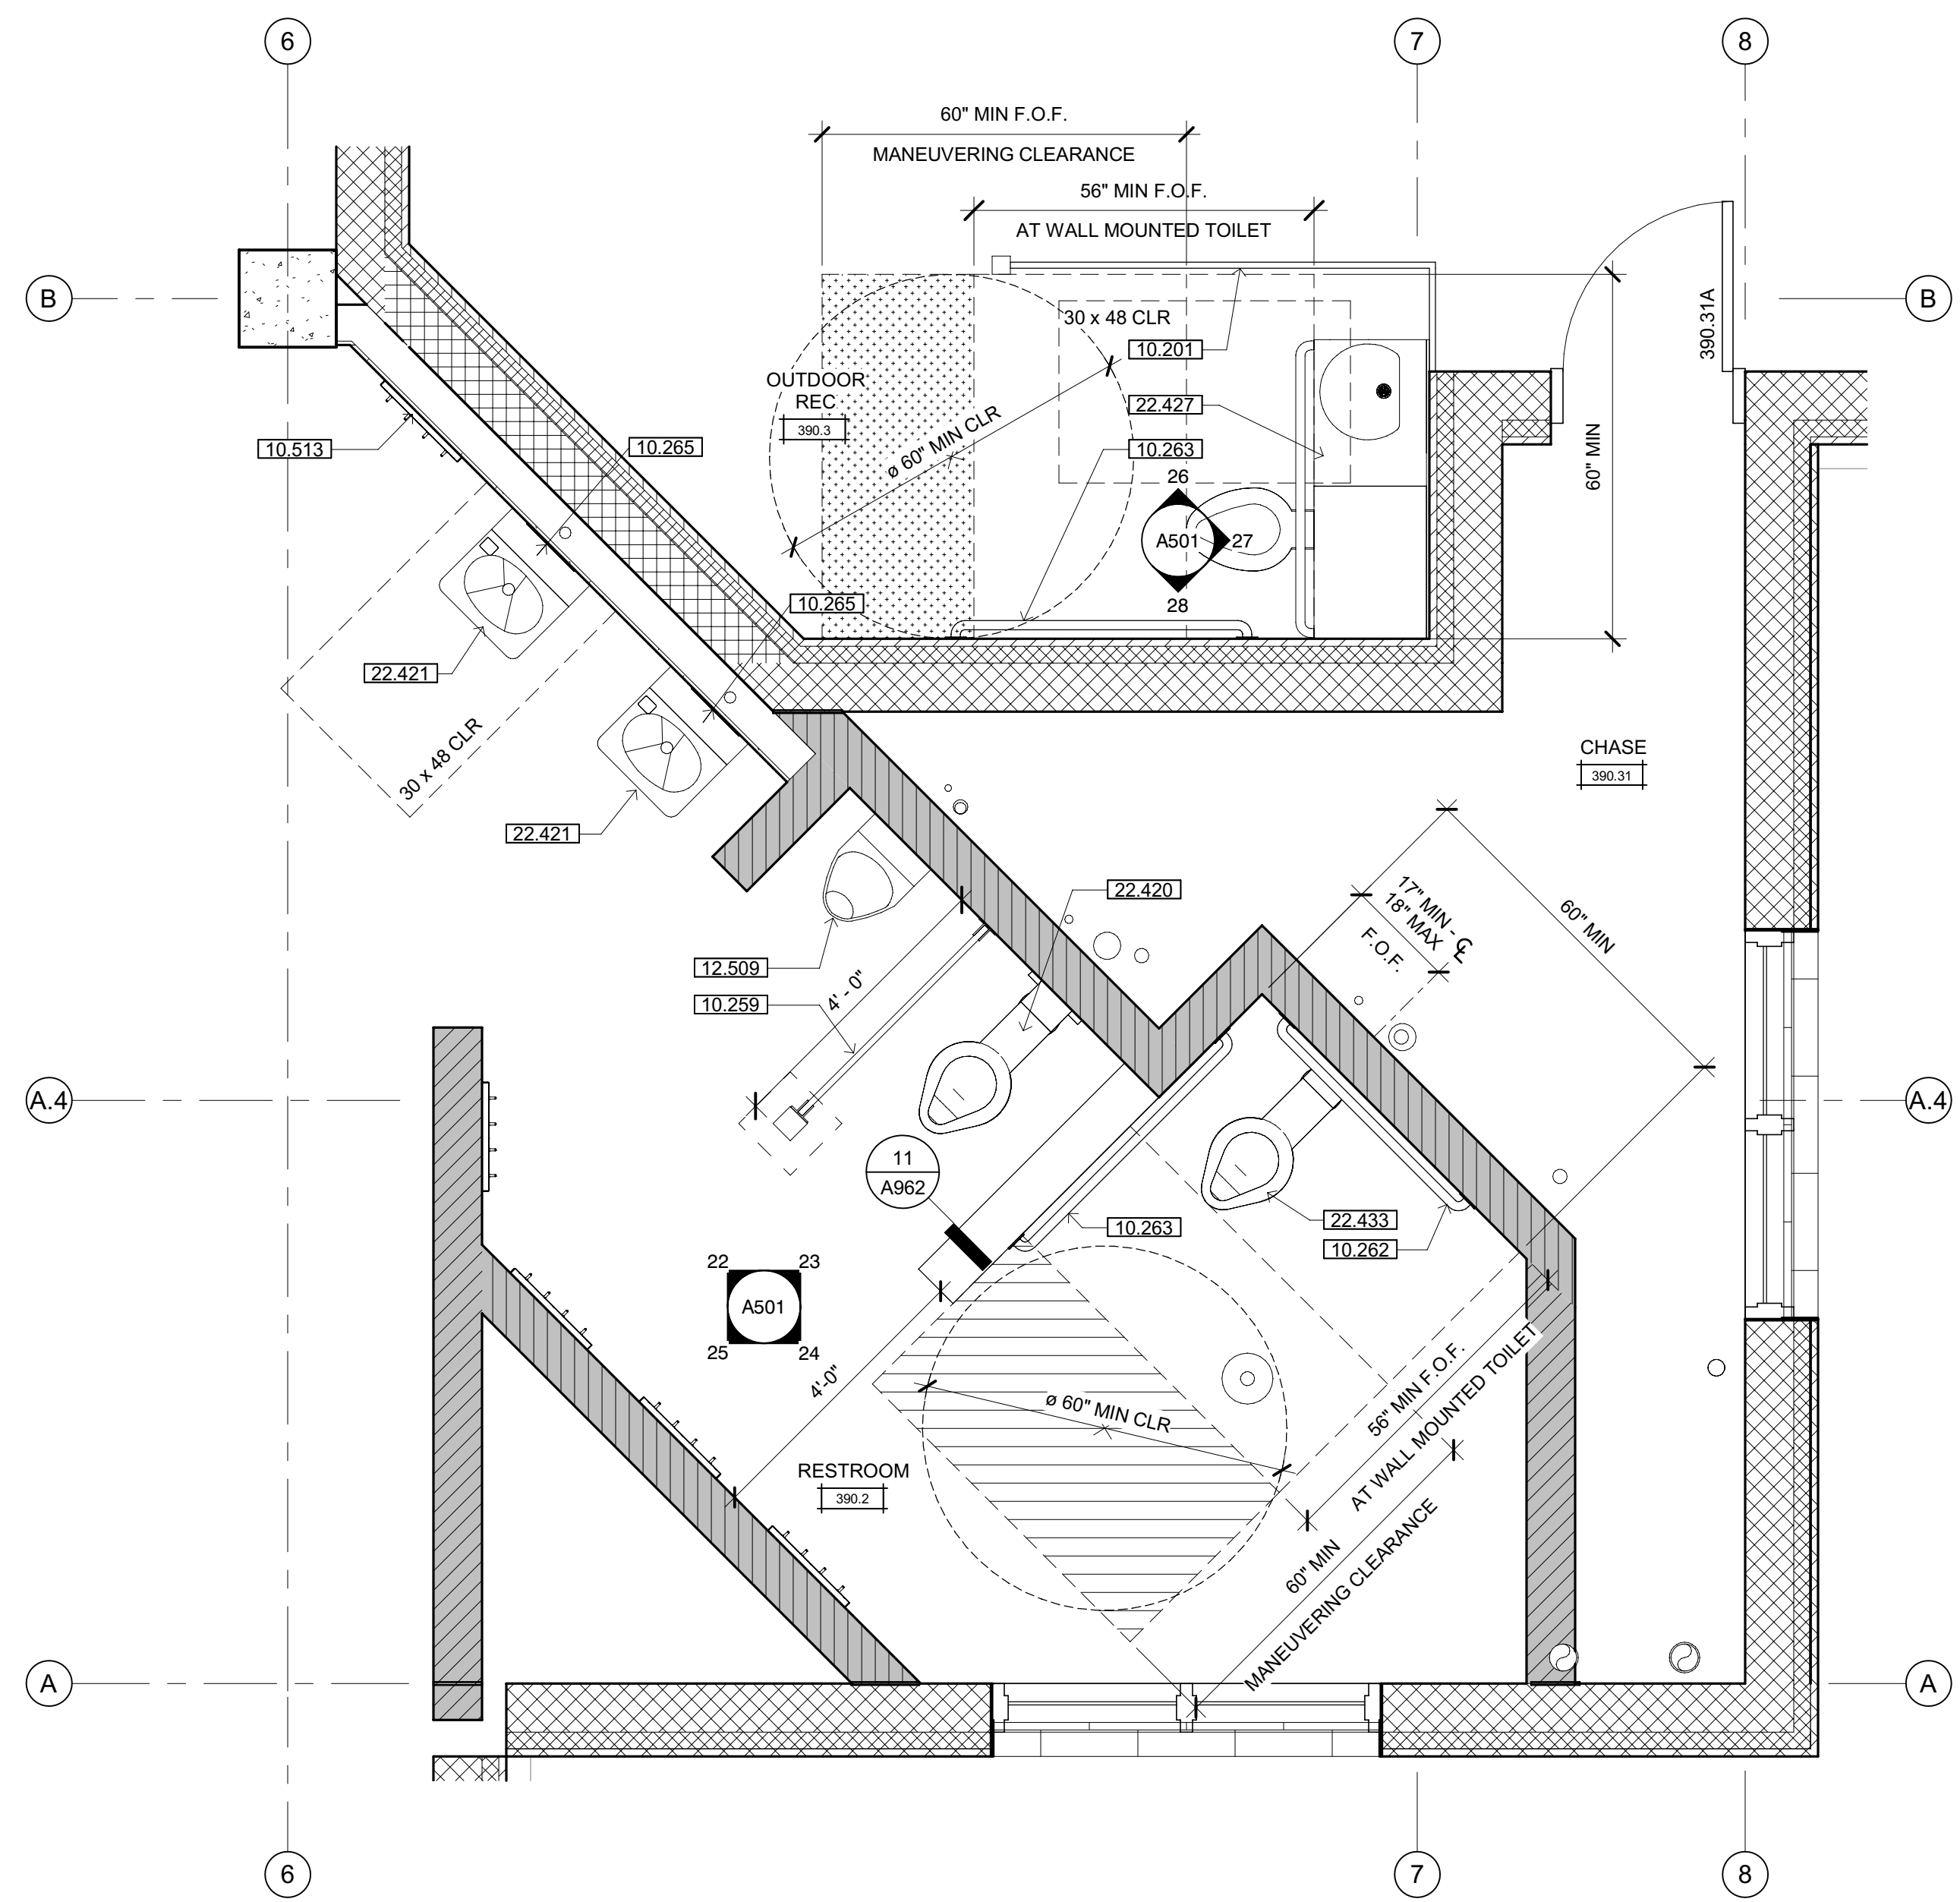 6
7
8
60" MIN F.O.F.
MANEUVERING CLEARANCE
56" MIN F.O.F.
AT WALL MOUNTED TOILET
B
B
390.31A
30 x 48 CLR
10.201
OUTDOOR
REC
390.3
ø 60" MIN CLR
22.427
10.263
60" MIN
10.513
10.265
26
A501
27
28
10.265
22.421
30 x 48 CLR
22.421
CHASE
390.31
22.420
17" MIN - ℄
18" MAX
F.O.F.
60" MIN
12.509
10.259
4' - 0"
A.4
A.4
11
A962
10.263
22.433
10.262
22
23
A501
25
24
4'-0"
ø 60" MIN CLR
56" MIN F.O.F.
AT WALL MOUNTED TOILET
RESTROOM
390.2
60" MIN
MANEUVERING CLEARANCE
A
A
6
7
8